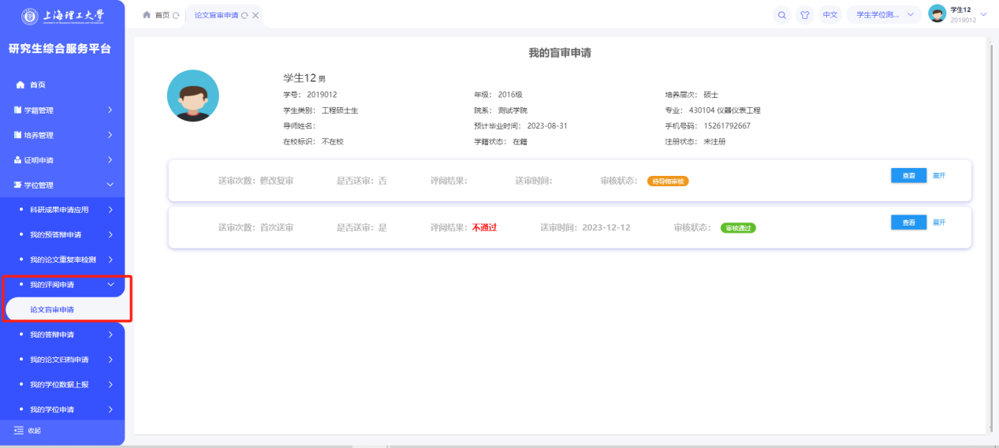 上海理工大學
研究生综合服务平台
首页
学籍管理
培养管理
证明申请
学位管理
科研成果申请应用
我的预答辩申请
我的论文重复率检测
我的评阅申请
论文盲审申请
我的答辩申请
我的论文归档申请
我的学位数据上报
我的学位申请
收起
首页 论文盲审申请 中文 学生学位测... 学生12
2019012
我的盲审申请
学生12 男
学号： 2019012 年级： 2016级 培养层次： 硕士
学生类别： 工程硕士生 院系： 测试学院 专业： 430104 仪器仪表工程
导师姓名： 预计毕业时间： 2023-08-31 手机号码： 15261792667
在校标识： 不在校 学籍状态： 在籍 注册状态： 未注册
送审次数：修改复审 是否送审：否 评阅结果： 送审时间： 审核状态： 待导师审核 查看 展开
送审次数：首次送审 是否送审：是 评阅结果：不通过 送审时间：2023-12-12 审核状态： 审核通过 查看 展开